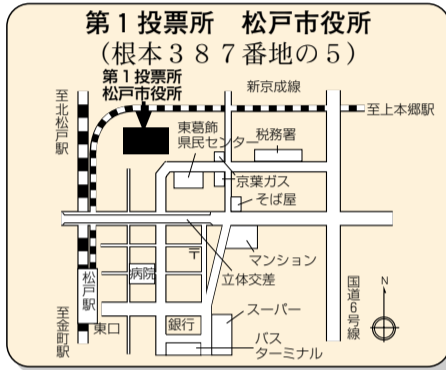 第１投票所　松戸市役所
（根本３８７番地の５）
第１投票所
松戸市役所
新京成線
至北松戸駅
至上本郷駅
東葛飾
県民センター
税務署
京葉ガス
そば屋
〒
マンション
病院
立体交差
松戸駅
国道６号線
N
スーパー
至金町駅
東口
銀行
バス
ターミナル